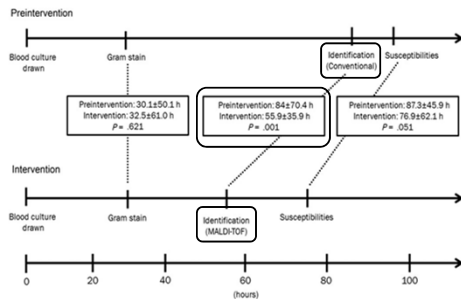 Preintervention
Blood culture
drawn
Gram stain
Identification
(Conventional)
Susceptibilities
Preintervention: 30.1±50.1 h
Intervention: 32.5±61.0 h
P = .621
Preintervention: 84±70.4 h
Intervention: 55.9±35.9 h
P = .001
Preintervention: 87.3±45.9 h
Intervention: 76.9±62.1 h
P = .051
Intervention
Blood culture
drawn
Gram stain
Identification
(MALDI-TOF)
Susceptibilities
0 20 40 60 80 100
(hours)